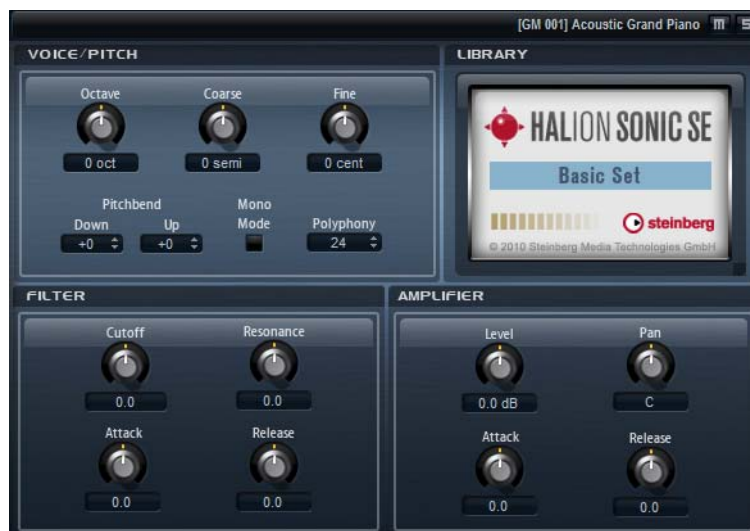 [GM 001] Acoustic Grand Piano m S
VOICE/PITCH
Octave Coarse Fine
0 oct 0 semi 0 cent
Pitchbend Mono
Down Up Mode Polyphony
+0 +0 24
LIBRARY
HALION SONIC SE
Basic Set
steinberg
© 2010 Steinberg Media Technologies GmbH
FILTER
Cutoff Resonance
0.0 0.0
Attack Release
0.0 0.0
AMPLIFIER
Level Pan
0.0 dB C
Attack Release
0.0 0.0